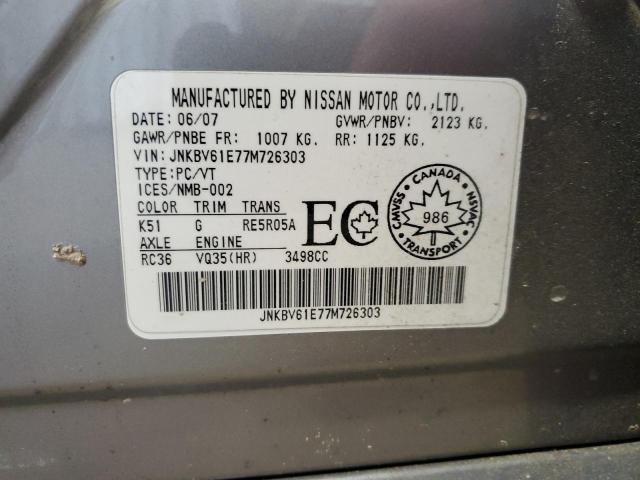 MANUFACTURED BY NISSAN MOTOR CO.,LTD.
DATE: 06/07 GVWR/PNBV: 2123 KG.
GAWR/PNBE FR: 1007 KG. RR: 1125 KG.
VIN: JNKBV61E77M726303
TYPE:PC/VT
ICES/NMB-002
COLOR TRIM TRANS
K51 G RE5R05A
AXLE ENGINE
RC36 VQ35(HR) 3498CC
EC
CANADA
CMVSS 986 NSVAC
TRANSPORT
JNKBV61E77M726303